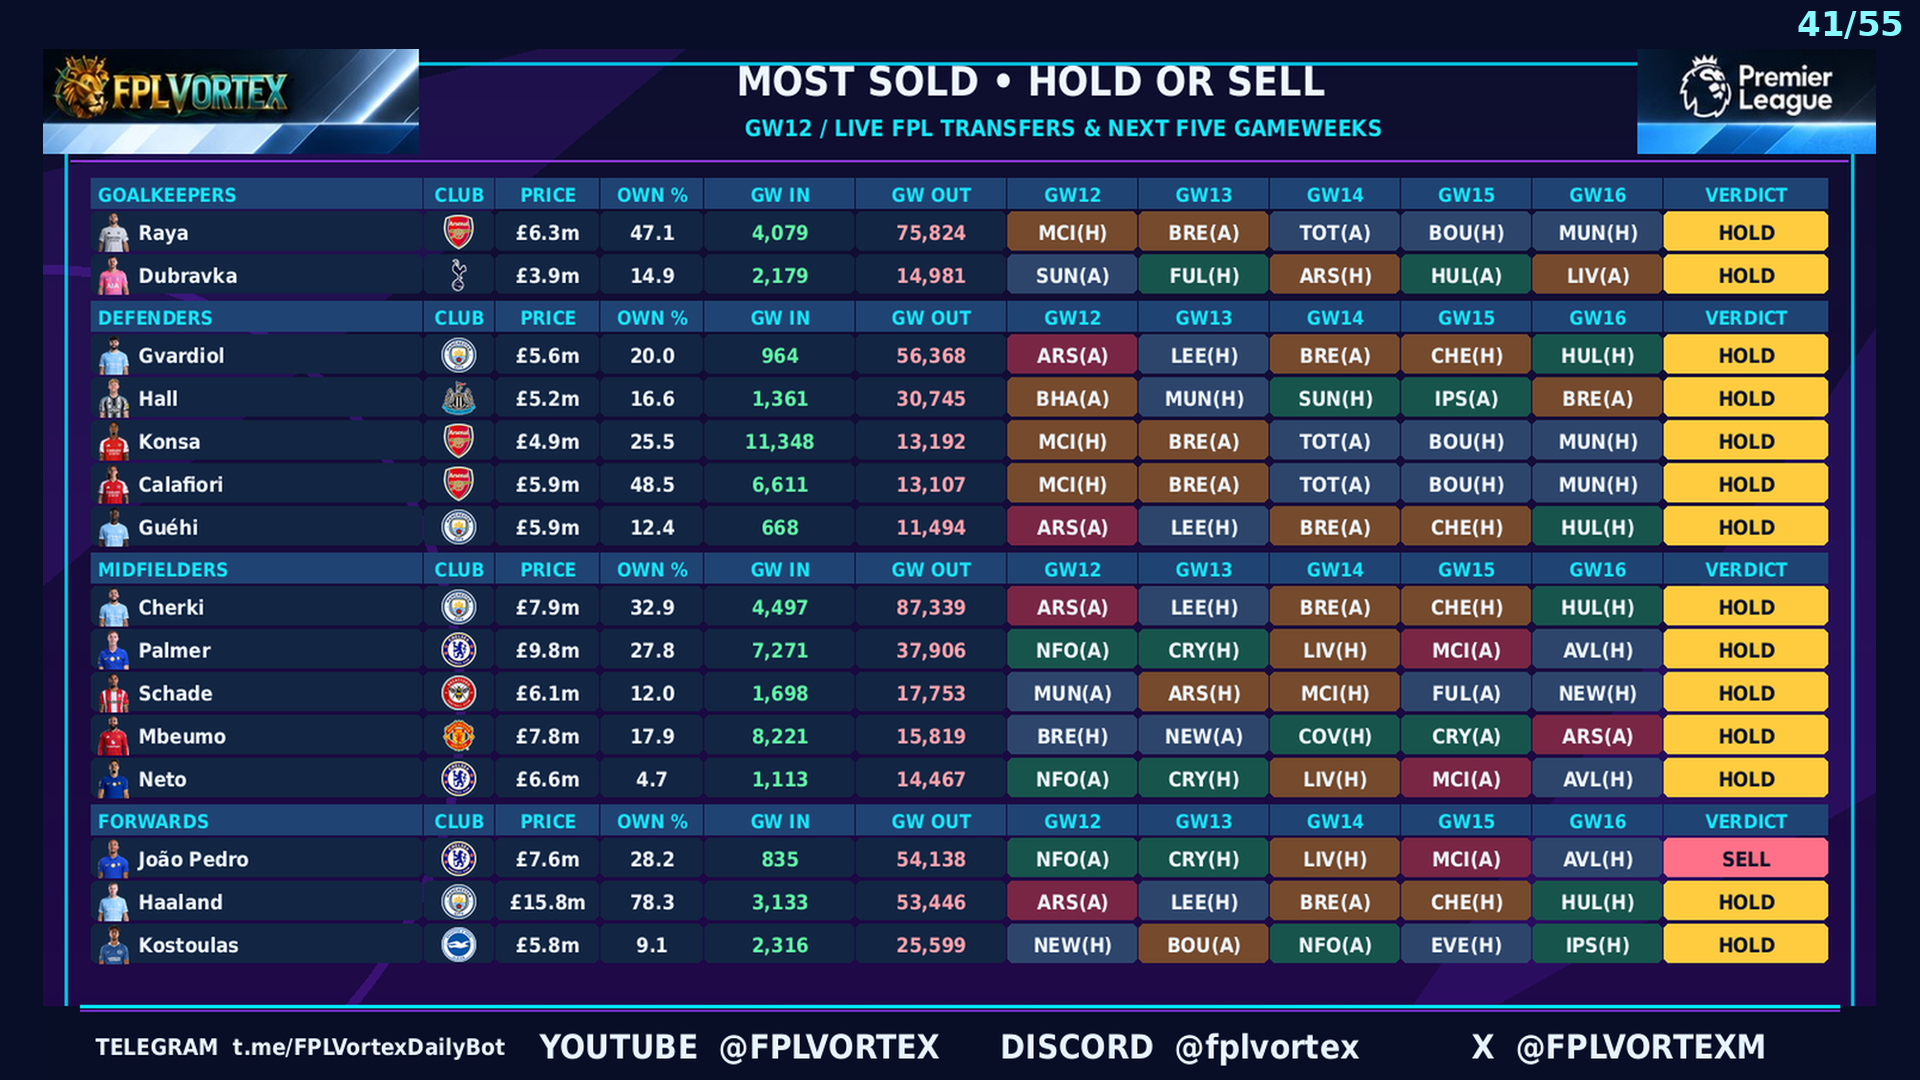 41/55
FPLVORTEX
MOST SOLD • HOLD OR SELL
Premier League
GW12 / LIVE FPL TRANSFERS & NEXT FIVE GAMEWEEKS
GOALKEEPERS CLUB PRICE OWN % GW IN GW OUT GW12 GW13 GW14 GW15 GW16 VERDICT
Raya £6.3m 47.1 4,079 75,824 MCI(H) BRE(A) TOT(A) BOU(H) MUN(H) HOLD
Dubravka £3.9m 14.9 2,179 14,981 SUN(A) FUL(H) ARS(H) HUL(A) LIV(A) HOLD
DEFENDERS CLUB PRICE OWN % GW IN GW OUT GW12 GW13 GW14 GW15 GW16 VERDICT
Gvardiol £5.6m 20.0 964 56,368 ARS(A) LEE(H) BRE(A) CHE(H) HUL(H) HOLD
Hall £5.2m 16.6 1,361 30,745 BHA(A) MUN(H) SUN(H) IPS(A) BRE(A) HOLD
Konsa £4.9m 25.5 11,348 13,192 MCI(H) BRE(A) TOT(A) BOU(H) MUN(H) HOLD
Calafiori £5.9m 48.5 6,611 13,107 MCI(H) BRE(A) TOT(A) BOU(H) MUN(H) HOLD
Guéhi £5.9m 12.4 668 11,494 ARS(A) LEE(H) BRE(A) CHE(H) HUL(H) HOLD
MIDFIELDERS CLUB PRICE OWN % GW IN GW OUT GW12 GW13 GW14 GW15 GW16 VERDICT
Cherki £7.9m 32.9 4,497 87,339 ARS(A) LEE(H) BRE(A) CHE(H) HUL(H) HOLD
Palmer £9.8m 27.8 7,271 37,906 NFO(A) CRY(H) LIV(H) MCI(A) AVL(H) HOLD
Schade £6.1m 12.0 1,698 17,753 MUN(A) ARS(H) MCI(H) FUL(A) NEW(H) HOLD
Mbeumo £7.8m 17.9 8,221 15,819 BRE(H) NEW(A) COV(H) CRY(A) ARS(A) HOLD
Neto £6.6m 4.7 1,113 14,467 NFO(A) CRY(H) LIV(H) MCI(A) AVL(H) HOLD
FORWARDS CLUB PRICE OWN % GW IN GW OUT GW12 GW13 GW14 GW15 GW16 VERDICT
João Pedro £7.6m 28.2 835 54,138 NFO(A) CRY(H) LIV(H) MCI(A) AVL(H) SELL
Haaland £15.8m 78.3 3,133 53,446 ARS(A) LEE(H) BRE(A) CHE(H) HUL(H) HOLD
Kostoulas £5.8m 9.1 2,316 25,599 NEW(H) BOU(A) NFO(A) EVE(H) IPS(H) HOLD
TELEGRAM t.me/FPLVortexDailyBot YOUTUBE @FPLVORTEX DISCORD @fplvortex X @FPLVORTEXM